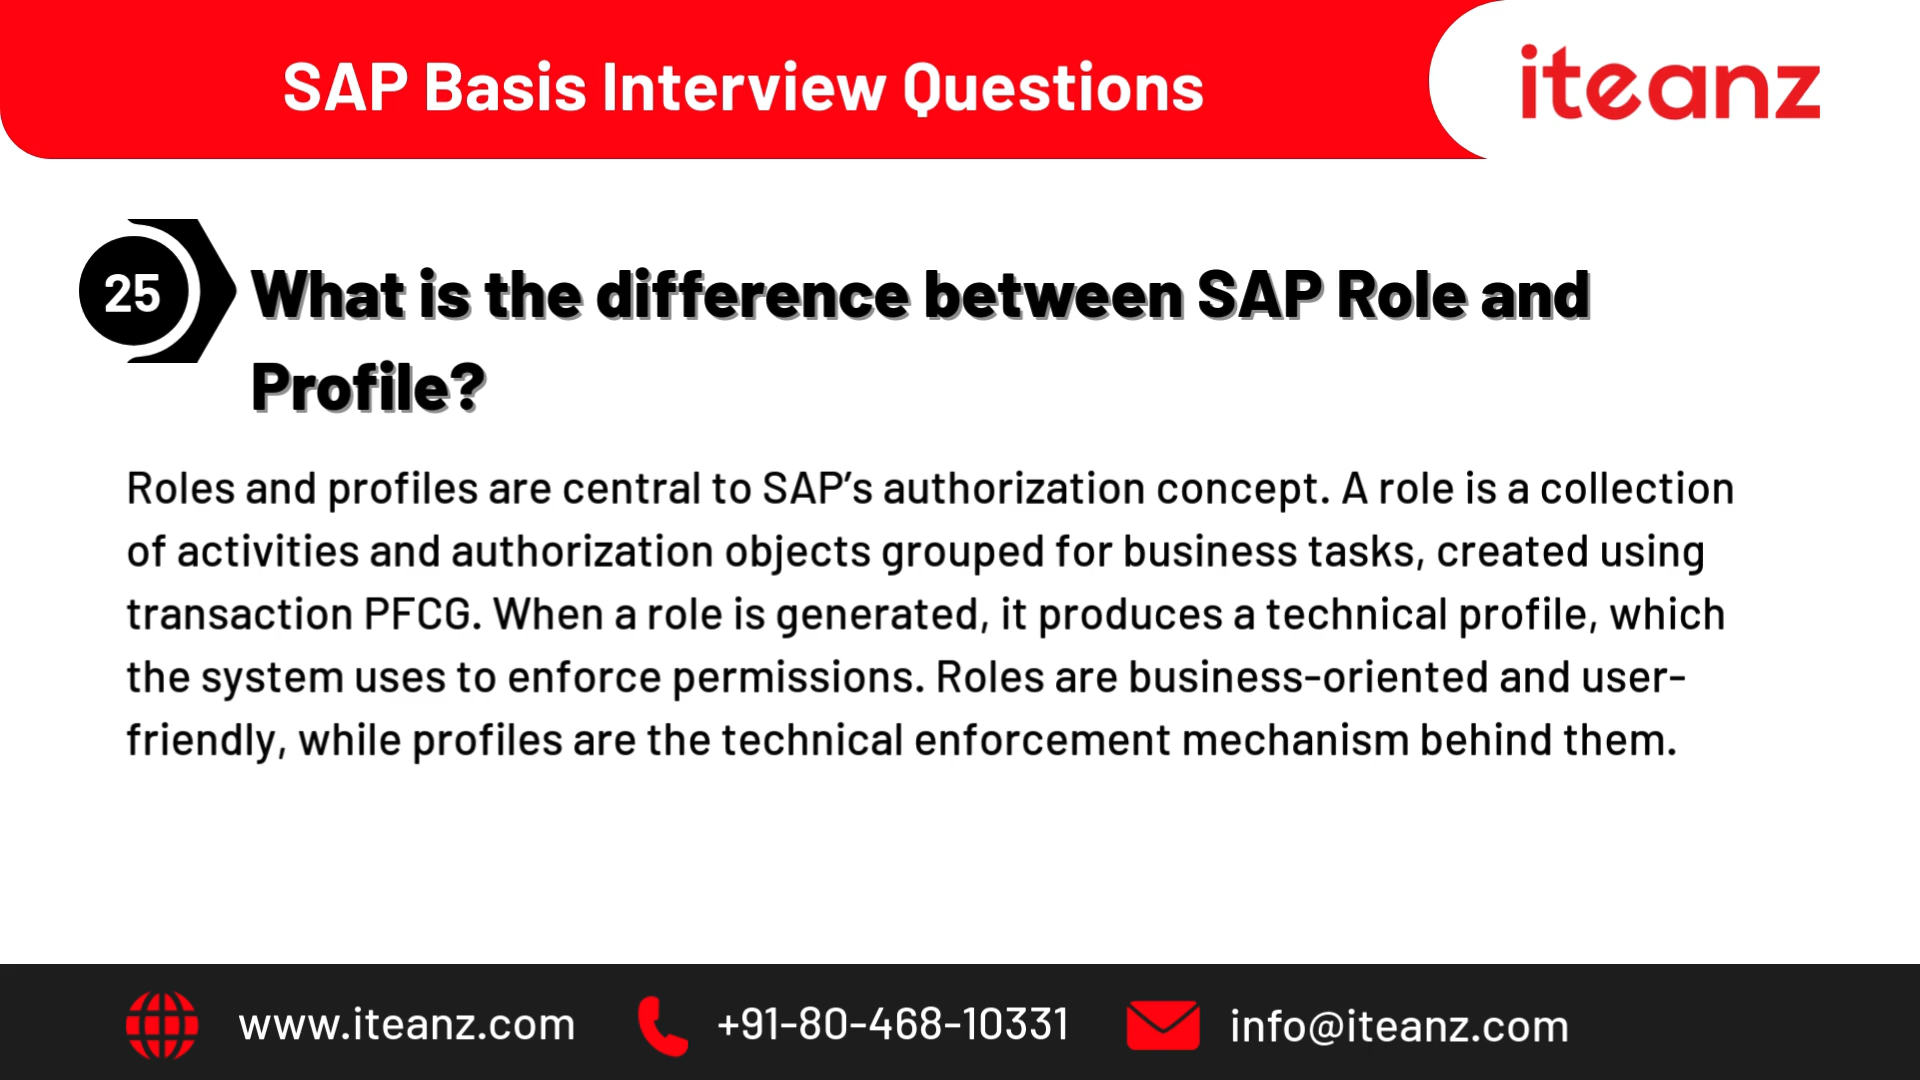 SAP Basis Interview Questions
iteanz
25
What is the difference between SAP Role and
Profile?
Roles and profiles are central to SAP’s authorization concept. A role is a collection
of activities and authorization objects grouped for business tasks, created using
transaction PFCG. When a role is generated, it produces a technical profile, which
the system uses to enforce permissions. Roles are business-oriented and user-
friendly, while profiles are the technical enforcement mechanism behind them.
www.iteanz.com
+91-80-468-10331
info@iteanz.com